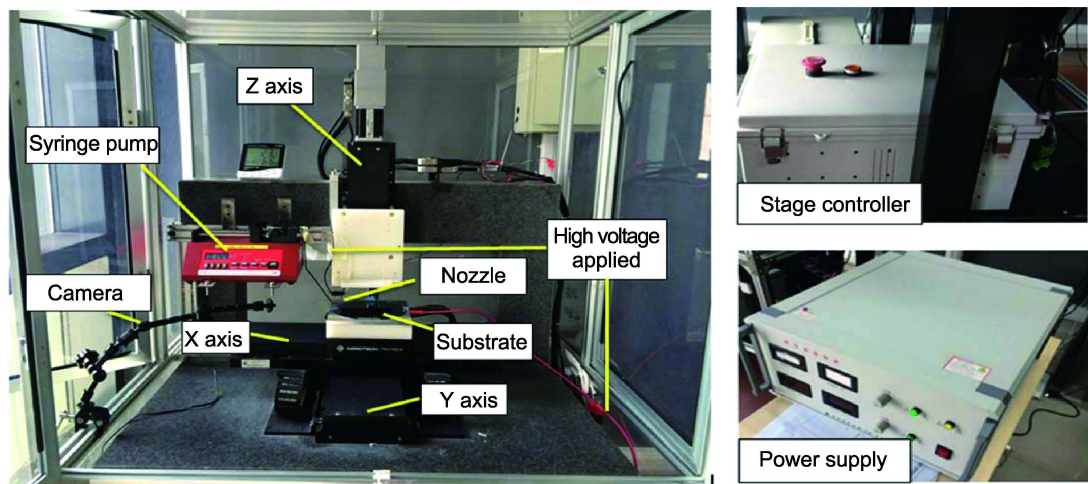 Z axis
Syringe pump
High voltage
applied
Nozzle
Camera
X axis
Substrate
AEROTECH
Y axis
Stage controller
Power supply